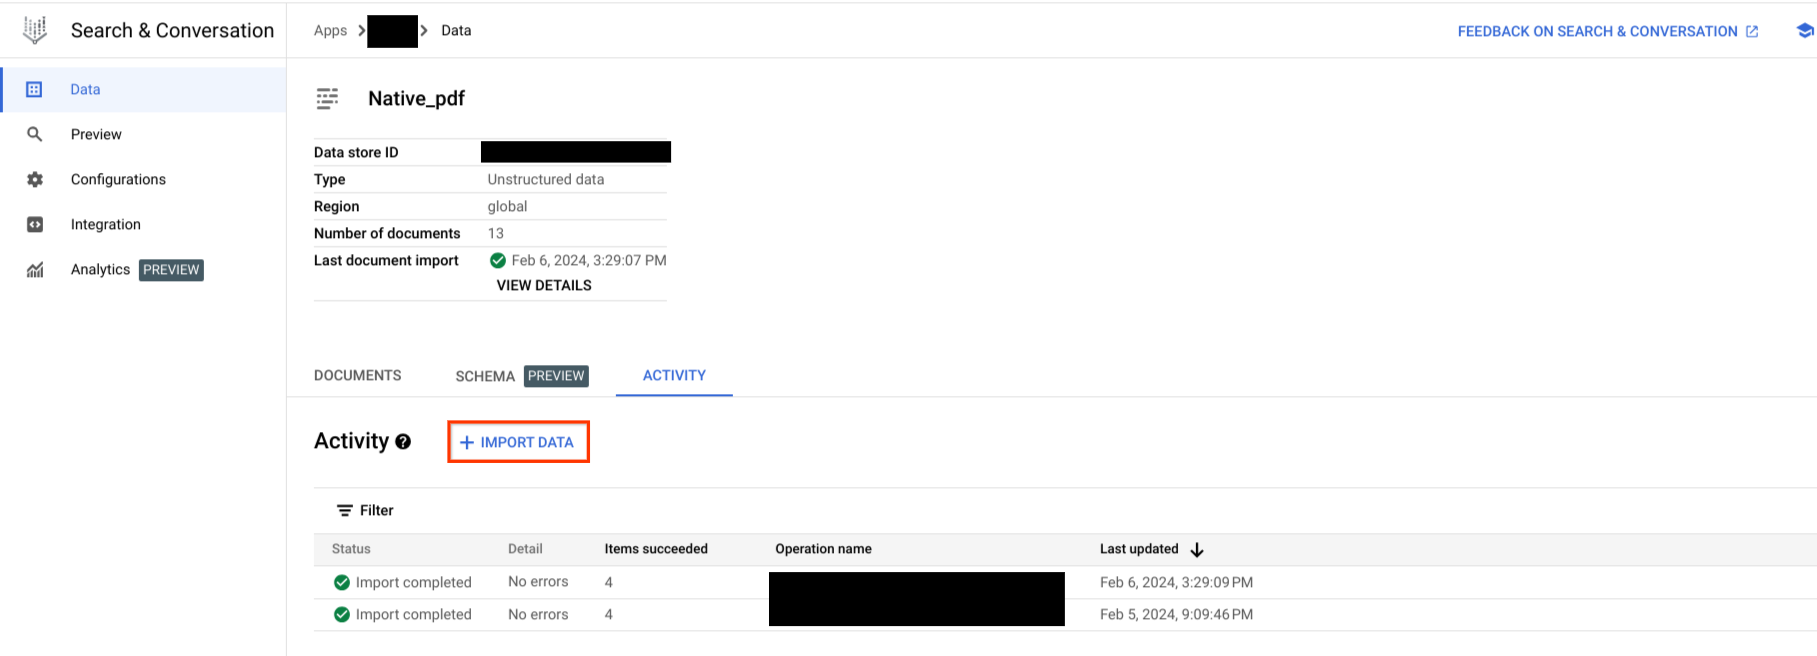 Search & Conversation
Apps > > Data
FEEDBACK ON SEARCH & CONVERSATION
Data
Preview
Configurations
Integration
Analytics PREVIEW
Native_pdf
Data store ID
Type Unstructured data
Region global
Number of documents 13
Last document import Feb 6, 2024, 3:29:07 PM
VIEW DETAILS
DOCUMENTS SCHEMA PREVIEW ACTIVITY
Activity ? + IMPORT DATA
Filter
Status Detail Items succeeded Operation name Last updated
Import completed No errors 4 Feb 6, 2024, 3:29:09 PM
Import completed No errors 4 Feb 5, 2024, 9:09:46 PM